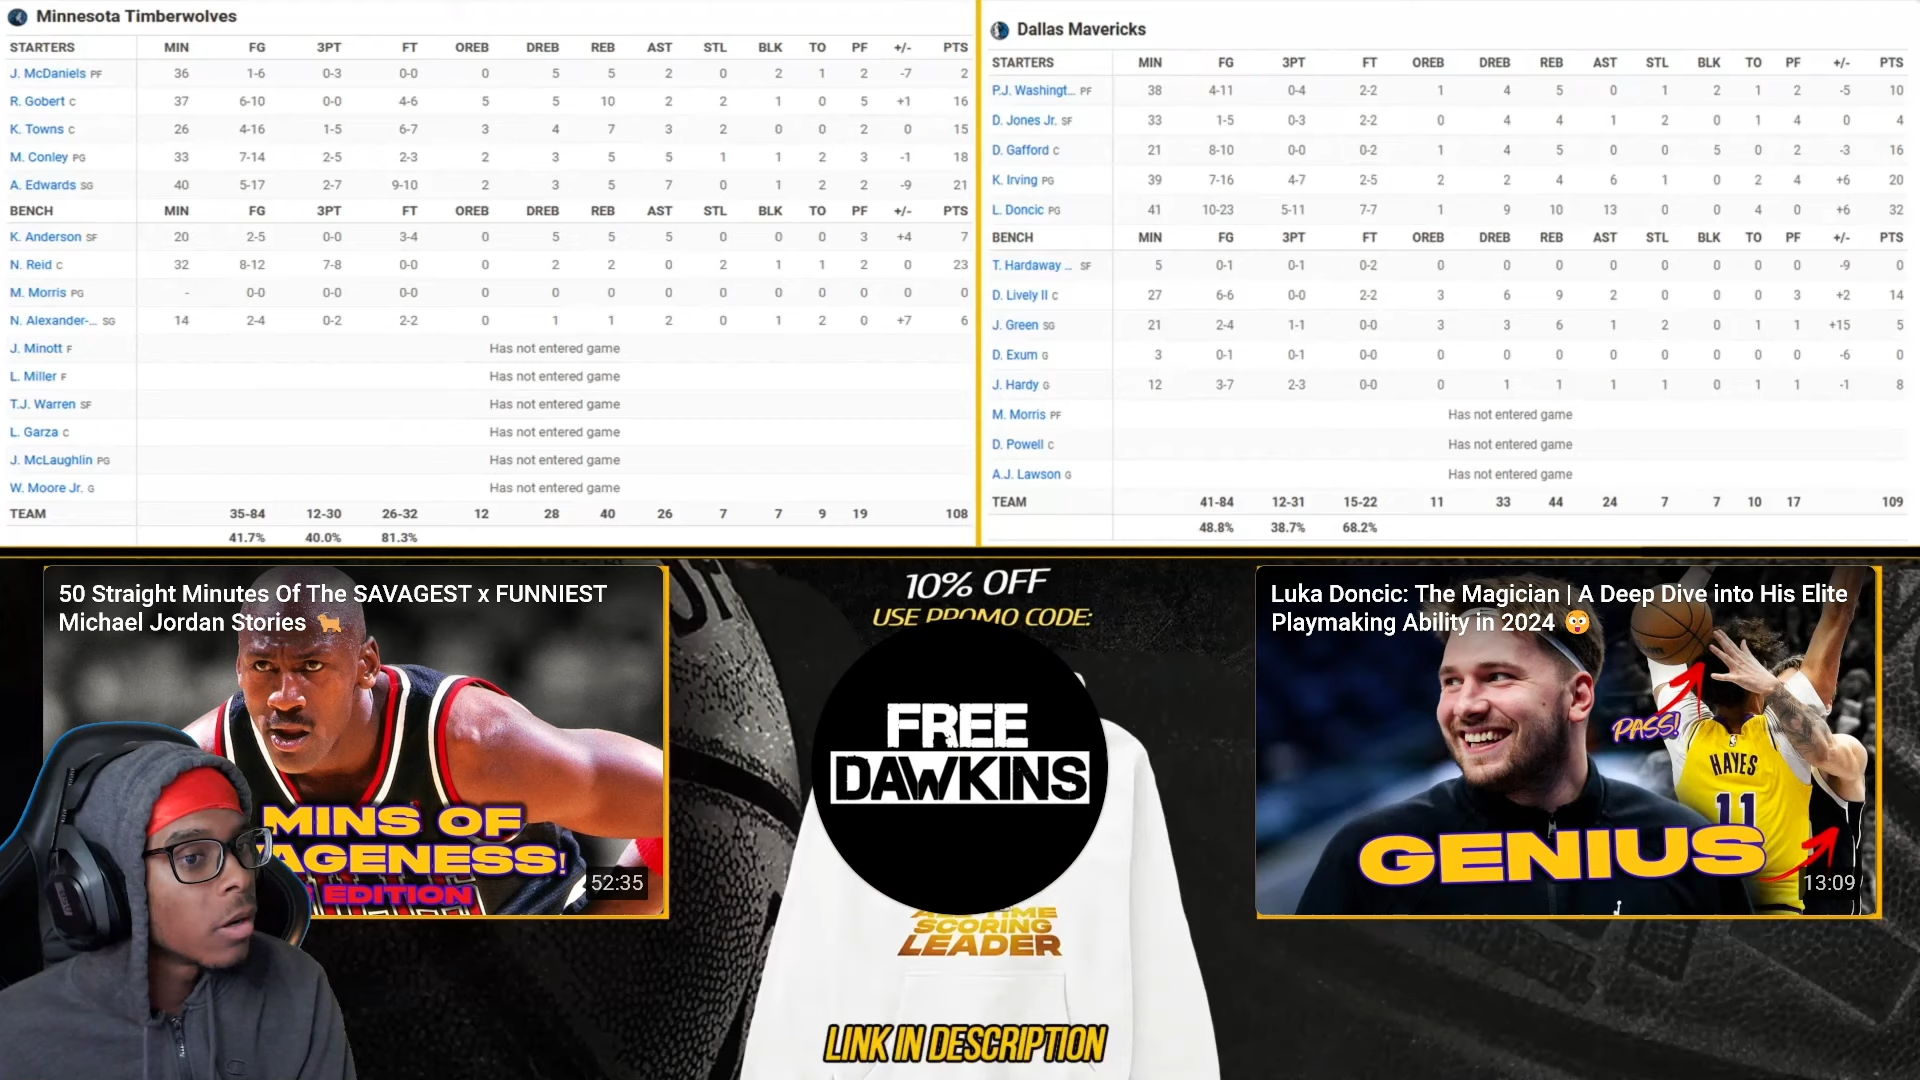 Minnesota Timberwolves
STARTERS MIN FG 3PT FT OREB DREB REB AST STL BLK TO PF +/- PTS
J. McDaniels PF 36 1-6 0-3 0-0 0 5 5 2 0 2 1 2 -7 2
R. Gobert C 37 6-10 0-0 4-6 5 5 10 2 2 1 0 5 +1 16
K. Towns C 26 4-16 1-5 6-7 3 4 7 3 2 0 0 2 0 15
M. Conley PG 33 7-14 2-5 2-3 2 3 5 5 1 1 2 3 -1 18
A. Edwards SG 40 5-17 2-7 9-10 2 3 5 7 0 1 2 2 -9 21
BENCH MIN FG 3PT FT OREB DREB REB AST STL BLK TO PF +/- PTS
K. Anderson SF 20 2-5 0-0 3-4 0 5 5 5 0 0 0 3 +4 7
N. Reid C 32 8-12 7-8 0-0 0 2 2 0 2 1 1 2 0 23
M. Morris PG - 0-0 0-0 0-0 0 0 0 0 0 0 0 0 0 0
N. Alexander-... SG 14 2-4 0-2 2-2 0 1 1 2 0 1 2 0 +7 6
J. Minott F Has not entered game
L. Miller F Has not entered game
T.J. Warren SF Has not entered game
L. Garza C Has not entered game
J. McLaughlin PG Has not entered game
W. Moore Jr. G Has not entered game
TEAM 35-84 12-30 26-32 12 28 40 26 7 7 9 19 108
41.7% 40.0% 81.3%
Dallas Mavericks
STARTERS MIN FG 3PT FT OREB DREB REB AST STL BLK TO PF +/- PTS
P.J. Washingt... PF 38 4-11 0-4 2-2 1 4 5 0 1 2 1 2 -5 10
D. Jones Jr. SF 33 1-5 0-3 2-2 0 4 4 1 2 0 1 4 0 4
D. Gafford C 21 8-10 0-0 0-2 1 4 5 0 0 5 0 2 -3 16
K. Irving PG 39 7-16 4-7 2-5 2 2 4 6 1 0 2 4 +6 20
L. Doncic PG 41 10-23 5-11 7-7 1 9 10 13 0 0 4 0 +6 32
BENCH MIN FG 3PT FT OREB DREB REB AST STL BLK TO PF +/- PTS
T. Hardaway ... SF 5 0-1 0-1 0-2 0 0 0 0 0 0 0 0 -9 0
D. Lively II C 27 6-6 0-0 2-2 3 6 9 2 0 0 0 3 +2 14
J. Green SG 21 2-4 1-1 0-0 3 3 6 1 2 0 1 1 +15 5
D. Exum G 3 0-1 0-1 0-0 0 0 0 0 0 0 0 0 -6 0
J. Hardy G 12 3-7 2-3 0-0 0 1 1 1 1 0 1 1 -1 8
M. Morris PF Has not entered game
D. Powell C Has not entered game
A.J. Lawson G Has not entered game
TEAM 41-84 12-31 15-22 11 33 44 24 7 7 10 17 109
48.8% 38.7% 68.2%
50 Straight Minutes Of The SAVAGEST x FUNNIEST
Michael Jordan Stories
MINS OF
AGENESS!
EDITION
52:35
10% OFF
USE PROMO CODE:
FREE
DAWKINS
ALL TIME
SCORING
LEADER
LINK IN DESCRIPTION
Luka Doncic: The Magician | A Deep Dive into His Elite
Playmaking Ability in 2024
PASS!
HAYES
11
GENIUS
13:09